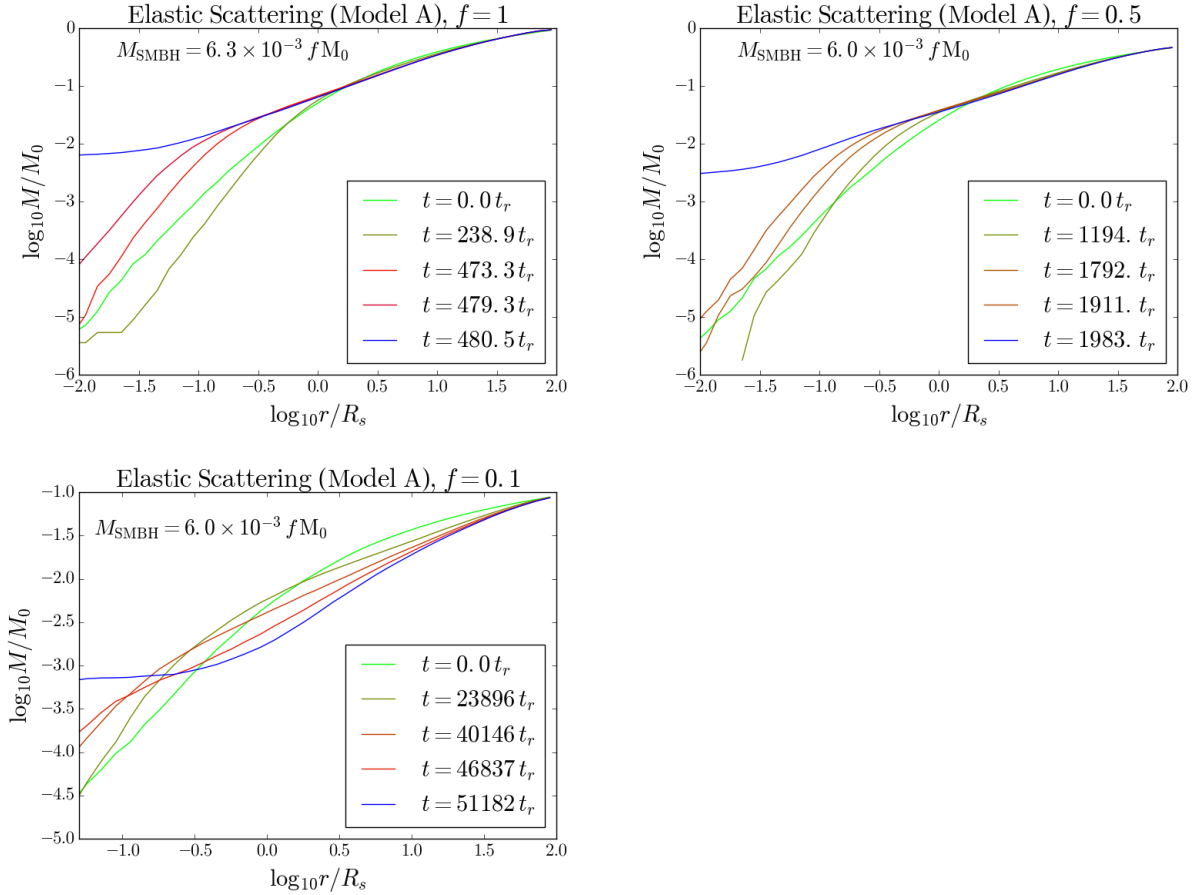 Elastic Scattering (Model A), f = 1
M_SMBH = 6.3 × 10⁻³ f M₀
log₁₀ M/M₀
0
−1
−2
−3
−4
−5
−6
t = 0.0 t_r
t = 238.9 t_r
t = 473.3 t_r
t = 479.3 t_r
t = 480.5 t_r
−2.0 −1.5 −1.0 −0.5 0.0 0.5 1.0 1.5 2.0
log₁₀ r/R_s
Elastic Scattering (Model A), f = 0.5
M_SMBH = 6.0 × 10⁻³ f M₀
log₁₀ M/M₀
0
−1
−2
−3
−4
−5
−6
t = 0.0 t_r
t = 1194. t_r
t = 1792. t_r
t = 1911. t_r
t = 1983. t_r
−2.0 −1.5 −1.0 −0.5 0.0 0.5 1.0 1.5 2.0
log₁₀ r/R_s
Elastic Scattering (Model A), f = 0.1
M_SMBH = 6.0 × 10⁻³ f M₀
log₁₀ M/M₀
−1.0
−1.5
−2.0
−2.5
−3.0
−3.5
−4.0
−4.5
−5.0
t = 0.0 t_r
t = 23896 t_r
t = 40146 t_r
t = 46837 t_r
t = 51182 t_r
−1.0 −0.5 0.0 0.5 1.0 1.5 2.0
log₁₀ r/R_s